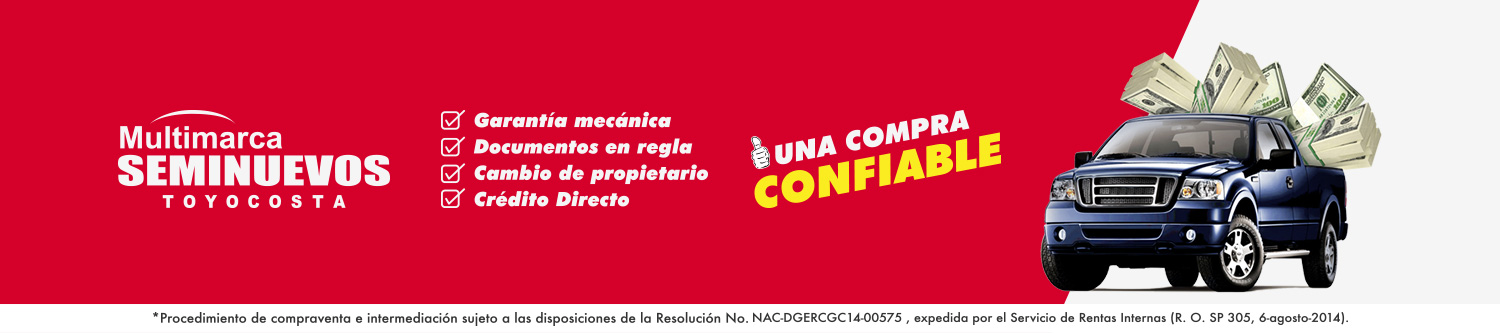 Multimarca
SEMINUEVOS
TOYOCOSTA
Garantía mecánica
Documentos en regla
Cambio de propietario
Crédito Directo
UNA COMPRA
CONFIABLE
100
*Procedimiento de compraventa e intermediación sujeto a las disposiciones de la Resolución No. NAC-DGERCGC14-00575 , expedida por el Servicio de Rentas Internas (R. O. SP 305, 6-agosto-2014).